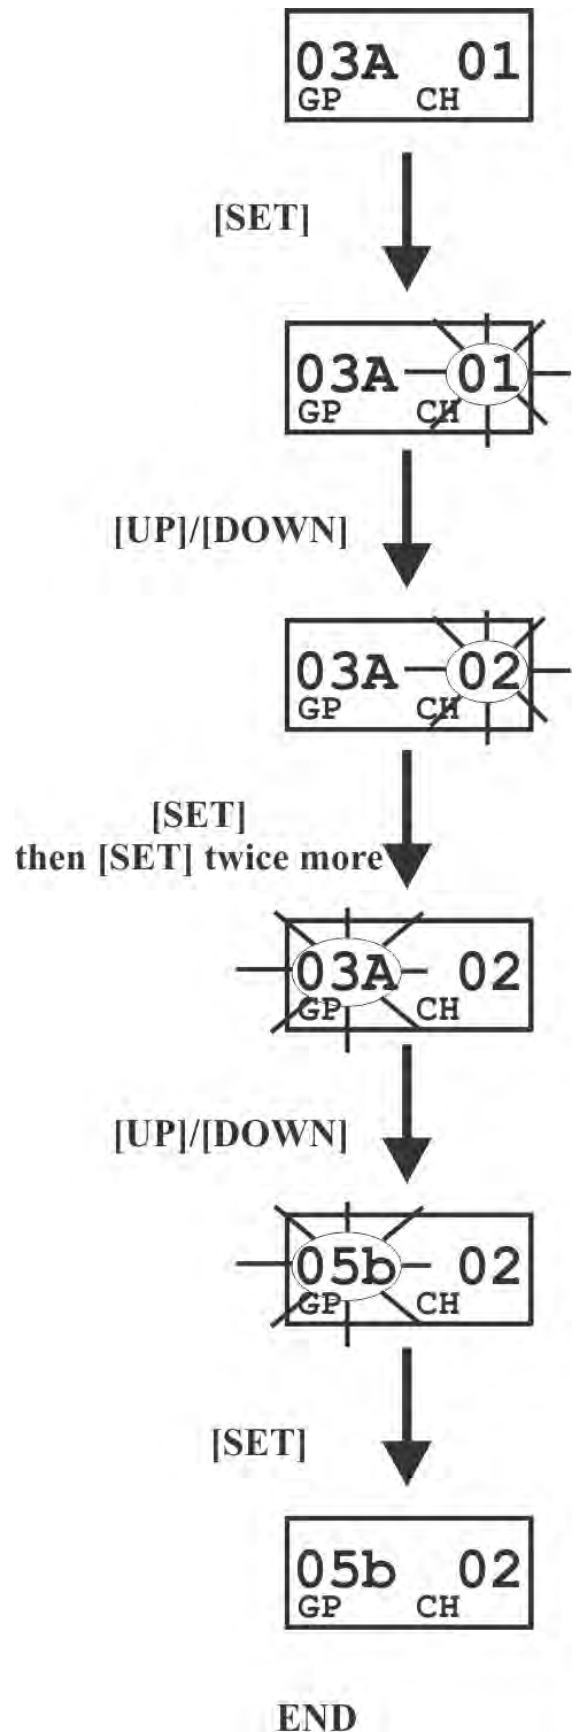 03A 01
GP CH
[SET]
03A 01
GP CH
[UP]/[DOWN]
03A 02
GP CH
[SET]
then [SET] twice more
03A 02
GP CH
[UP]/[DOWN]
05b 02
GP CH
[SET]
05b 02
GP CH
END